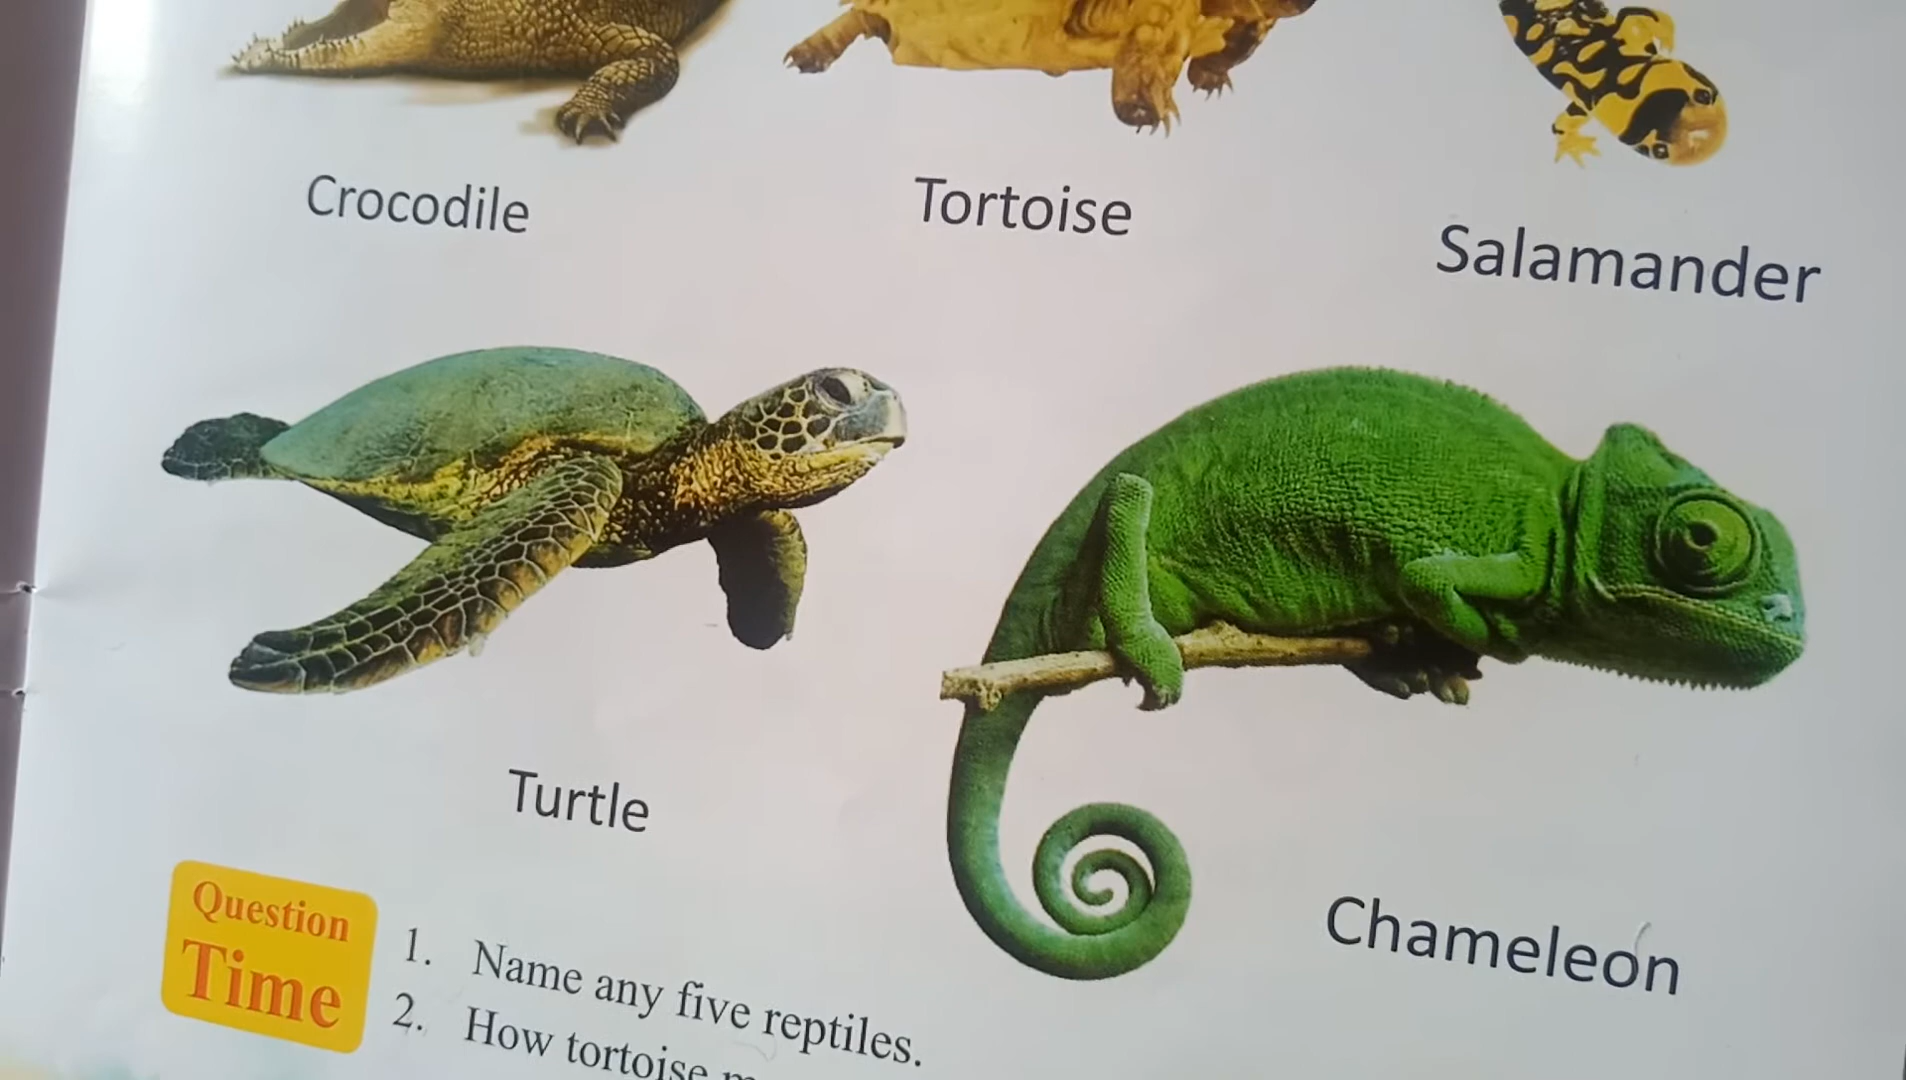 Crocodile
Tortoise
Salamander
Turtle
Chameleon
Question
Time
1. Name any five reptiles.
2. How tortoise